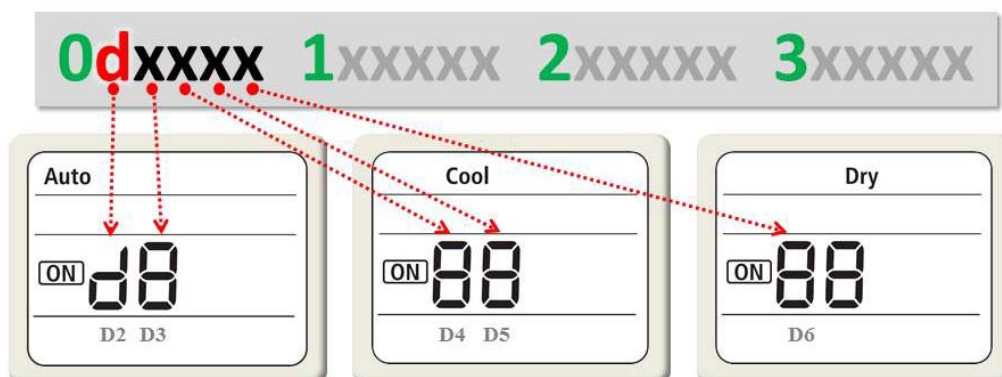 0dxxxx 1xxxxx 2xxxxx 3xxxxx
Auto
ON d8
D2 D3
Cool
ON 88
D4 D5
Dry
ON 88
D6